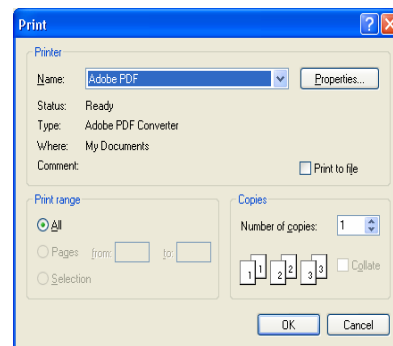 Print
Printer
Name: Adobe PDF Properties...
Status: Ready
Type: Adobe PDF Converter
Where: My Documents
Comment: Print to file
Print range
All
Pages from: to:
Selection
Copies
Number of copies: 1
1 1 2 2 3 3 Collate
OK Cancel